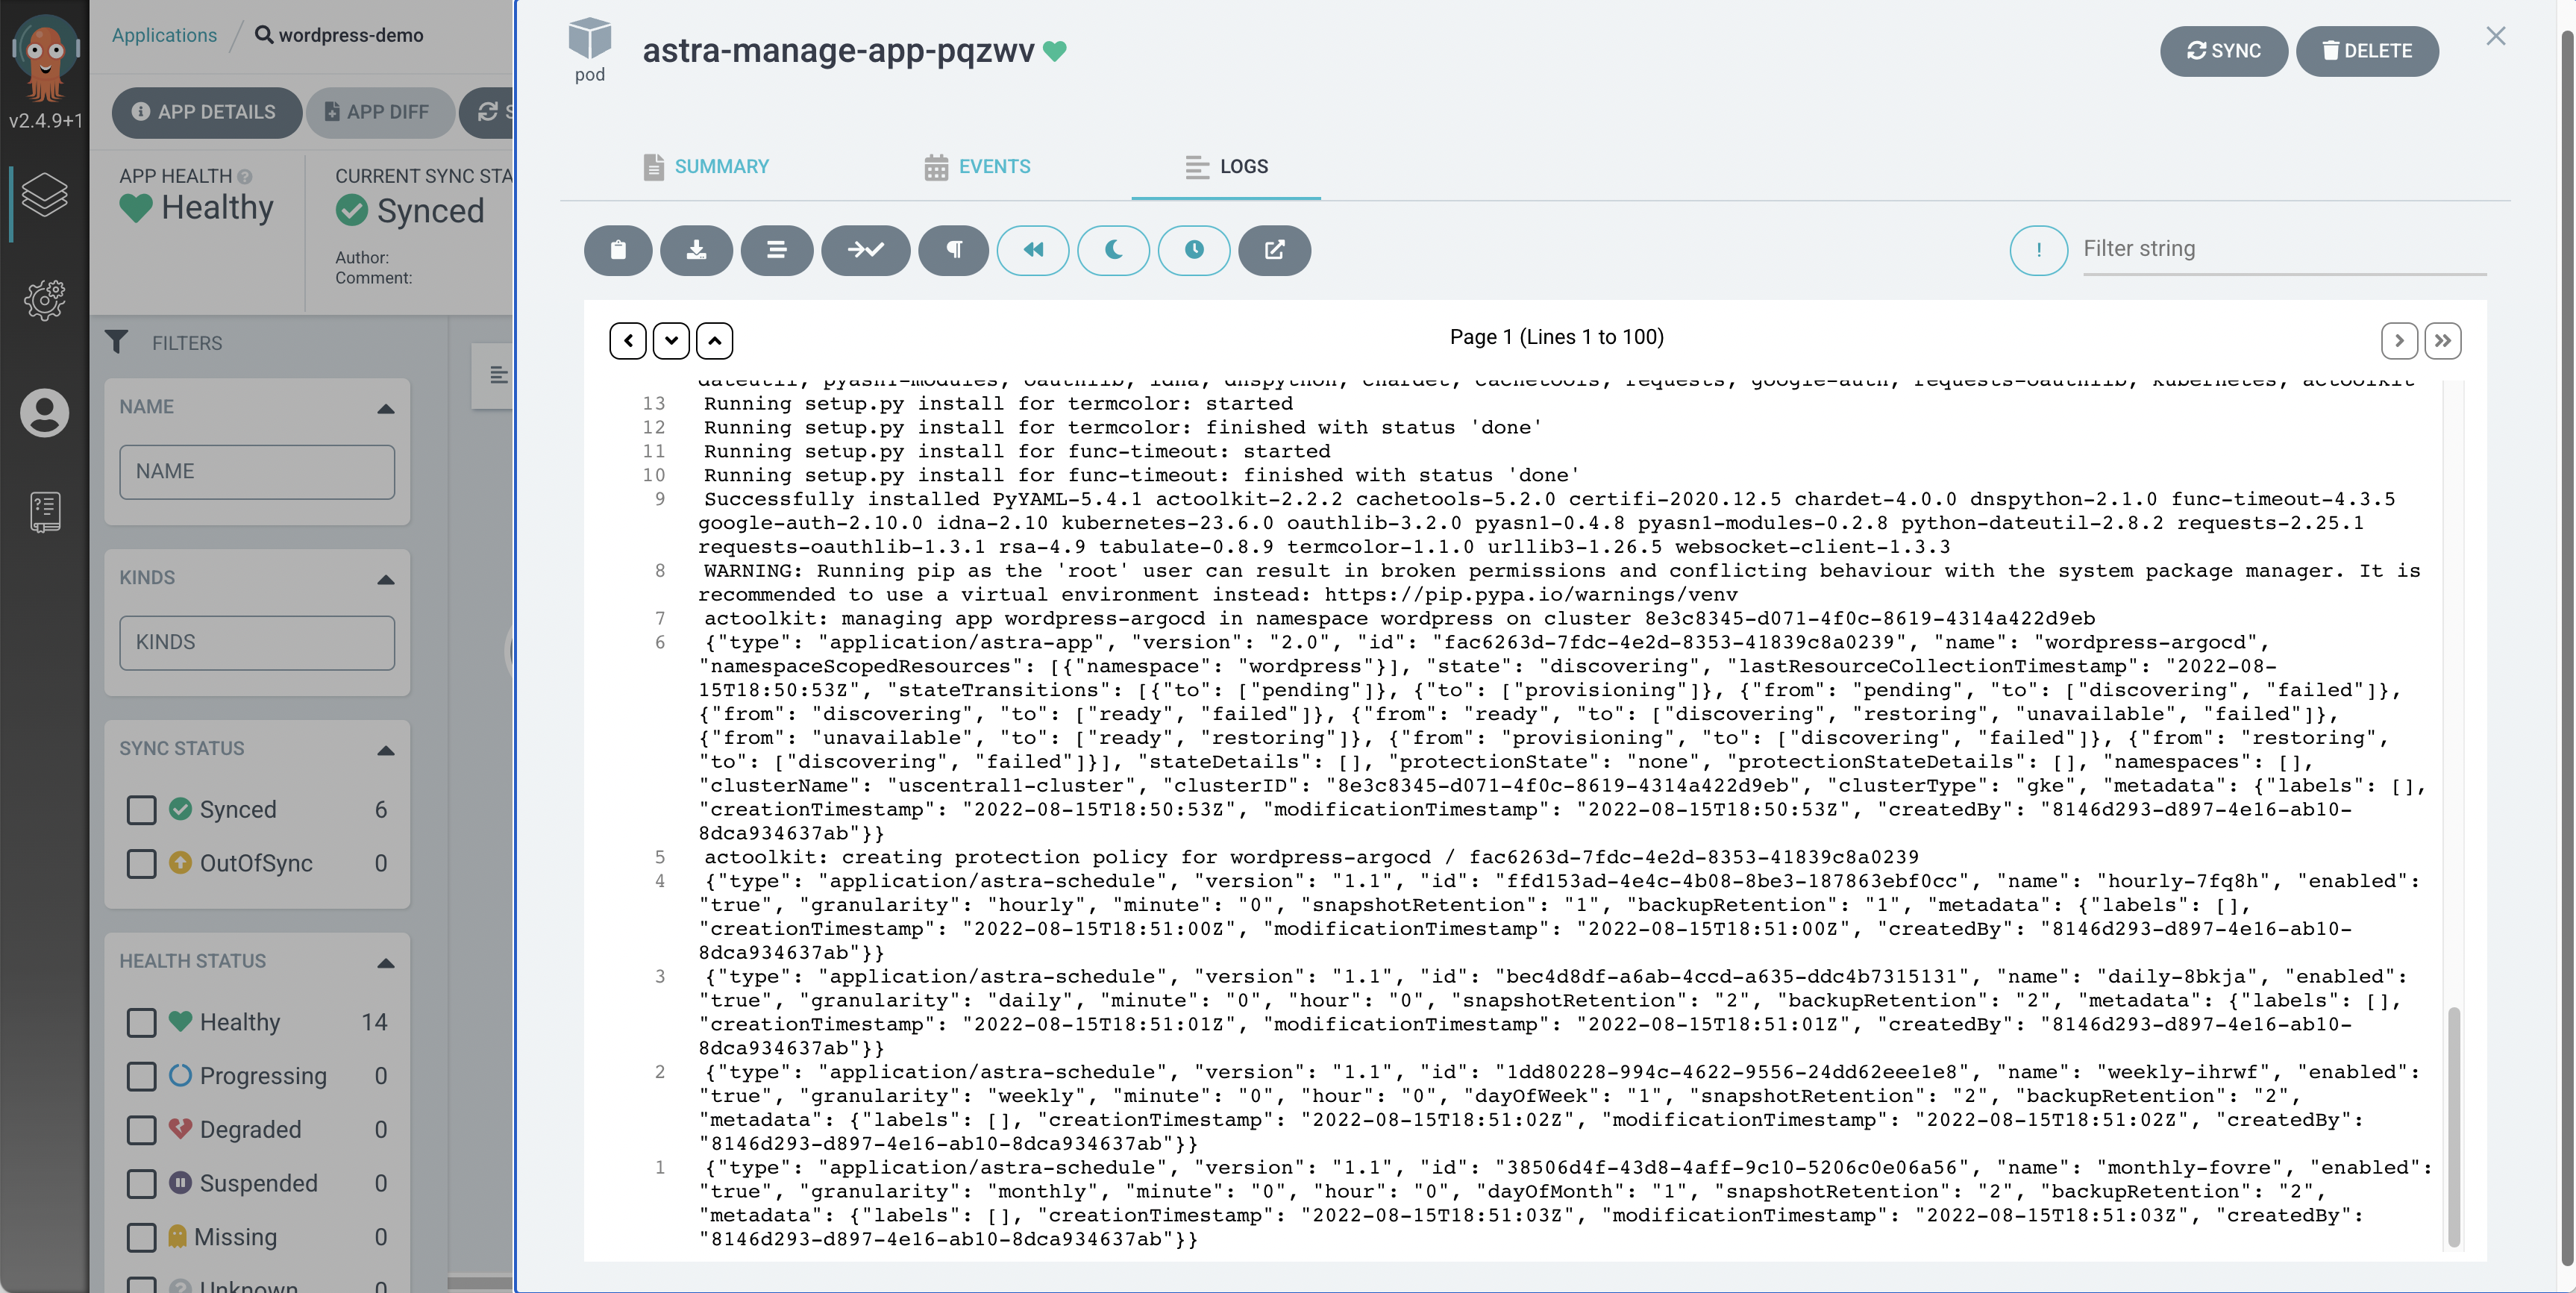 v2.4.9+1
Applications / wordpress-demo
APP DETAILS
APP DIFF
S
APP HEALTH
Healthy
CURRENT SYNC STA
Synced
Author:
Comment:
FILTERS
NAME
NAME
KINDS
KINDS
SYNC STATUS
Synced 6
OutOfSync 0
HEALTH STATUS
Healthy 14
Progressing 0
Degraded 0
Suspended 0
Missing 0
Unknown 0
pod
astra-manage-app-pqzwv
SYNC
DELETE
SUMMARY
EVENTS
LOGS
Filter string
Page 1 (Lines 1 to 100)
dateutil, pyasn1-modules, oauthlib, idna, dnspython, chardet, cachetools, requests, google-auth, requests-oauthlib, kubernetes, actoolkit
13 Running setup.py install for termcolor: started
12 Running setup.py install for termcolor: finished with status 'done'
11 Running setup.py install for func-timeout: started
10 Running setup.py install for func-timeout: finished with status 'done'
9 Successfully installed PyYAML-5.4.1 actoolkit-2.2.2 cachetools-5.2.0 certifi-2020.12.5 chardet-4.0.0 dnspython-2.1.0 func-timeout-4.3.5
google-auth-2.10.0 idna-2.10 kubernetes-23.6.0 oauthlib-3.2.0 pyasn1-0.4.8 pyasn1-modules-0.2.8 python-dateutil-2.8.2 requests-2.25.1
requests-oauthlib-1.3.1 rsa-4.9 tabulate-0.8.9 termcolor-1.1.0 urllib3-1.26.5 websocket-client-1.3.3
8 WARNING: Running pip as the 'root' user can result in broken permissions and conflicting behaviour with the system package manager. It is
recommended to use a virtual environment instead: https://pip.pypa.io/warnings/venv
7 actoolkit: managing app wordpress-argocd in namespace wordpress on cluster 8e3c8345-d071-4f0c-8619-4314a422d9eb
6 {"type": "application/astra-app", "version": "2.0", "id": "fac6263d-7fdc-4e2d-8353-41839c8a0239", "name": "wordpress-argocd",
"namespaceScopedResources": [{"namespace": "wordpress"}], "state": "discovering", "lastResourceCollectionTimestamp": "2022-08-
15T18:50:53Z", "stateTransitions": [{"to": ["pending"]}, {"to": ["provisioning"]}, {"from": "pending", "to": ["discovering", "failed"]},
{"from": "discovering", "to": ["ready", "failed"]}, {"from": "ready", "to": ["discovering", "restoring", "unavailable", "failed"]},
{"from": "unavailable", "to": ["ready", "restoring"]}, {"from": "provisioning", "to": ["discovering", "failed"]}, {"from": "restoring",
"to": ["discovering", "failed"]}], "stateDetails": [], "protectionState": "none", "protectionStateDetails": [], "namespaces": [],
"clusterName": "uscentral1-cluster", "clusterID": "8e3c8345-d071-4f0c-8619-4314a422d9eb", "clusterType": "gke", "metadata": {"labels": [],
"creationTimestamp": "2022-08-15T18:50:53Z", "modificationTimestamp": "2022-08-15T18:50:53Z", "createdBy": "8146d293-d897-4e16-ab10-
8dca934637ab"}}
5 actoolkit: creating protection policy for wordpress-argocd / fac6263d-7fdc-4e2d-8353-41839c8a0239
4 {"type": "application/astra-schedule", "version": "1.1", "id": "ffd153ad-4e4c-4b08-8be3-187863ebf0cc", "name": "hourly-7fq8h", "enabled":
"true", "granularity": "hourly", "minute": "0", "snapshotRetention": "1", "backupRetention": "1", "metadata": {"labels": [],
"creationTimestamp": "2022-08-15T18:51:00Z", "modificationTimestamp": "2022-08-15T18:51:00Z", "createdBy": "8146d293-d897-4e16-ab10-
8dca934637ab"}}
3 {"type": "application/astra-schedule", "version": "1.1", "id": "bec4d8df-a6ab-4ccd-a635-ddc4b7315131", "name": "daily-8bkja", "enabled":
"true", "granularity": "daily", "minute": "0", "hour": "0", "snapshotRetention": "2", "backupRetention": "2", "metadata": {"labels": [],
"creationTimestamp": "2022-08-15T18:51:01Z", "modificationTimestamp": "2022-08-15T18:51:01Z", "createdBy": "8146d293-d897-4e16-ab10-
8dca934637ab"}}
2 {"type": "application/astra-schedule", "version": "1.1", "id": "1dd80228-994c-4622-9556-24dd62eee1e8", "name": "weekly-ihrwf", "enabled":
"true", "granularity": "weekly", "minute": "0", "hour": "0", "dayOfWeek": "1", "snapshotRetention": "2", "backupRetention": "2",
"metadata": {"labels": [], "creationTimestamp": "2022-08-15T18:51:02Z", "modificationTimestamp": "2022-08-15T18:51:02Z", "createdBy":
"8146d293-d897-4e16-ab10-8dca934637ab"}}
1 {"type": "application/astra-schedule", "version": "1.1", "id": "38506d4f-43d8-4aff-9c10-5206c0e06a56", "name": "monthly-fovre", "enabled":
"true", "granularity": "monthly", "minute": "0", "hour": "0", "dayOfMonth": "1", "snapshotRetention": "2", "backupRetention": "2",
"metadata": {"labels": [], "creationTimestamp": "2022-08-15T18:51:03Z", "modificationTimestamp": "2022-08-15T18:51:03Z", "createdBy":
"8146d293-d897-4e16-ab10-8dca934637ab"}}